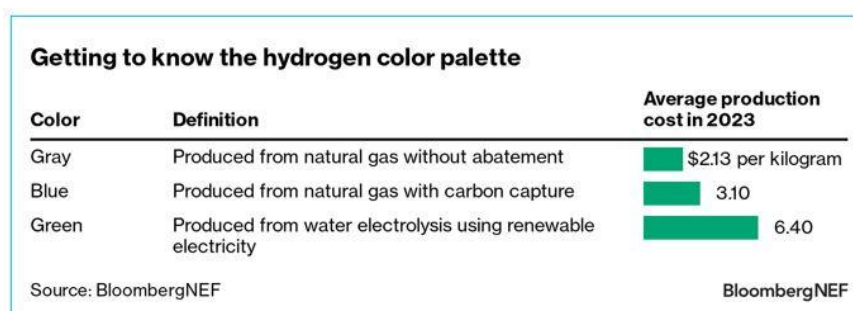 Getting to know the hydrogen color palette
Average production
Color Definition cost in 2023
Gray Produced from natural gas without abatement $2.13 per kilogram
Blue Produced from natural gas with carbon capture 3.10
Green Produced from water electrolysis using renewable 6.40
electricity
Source: BloombergNEF BloombergNEF